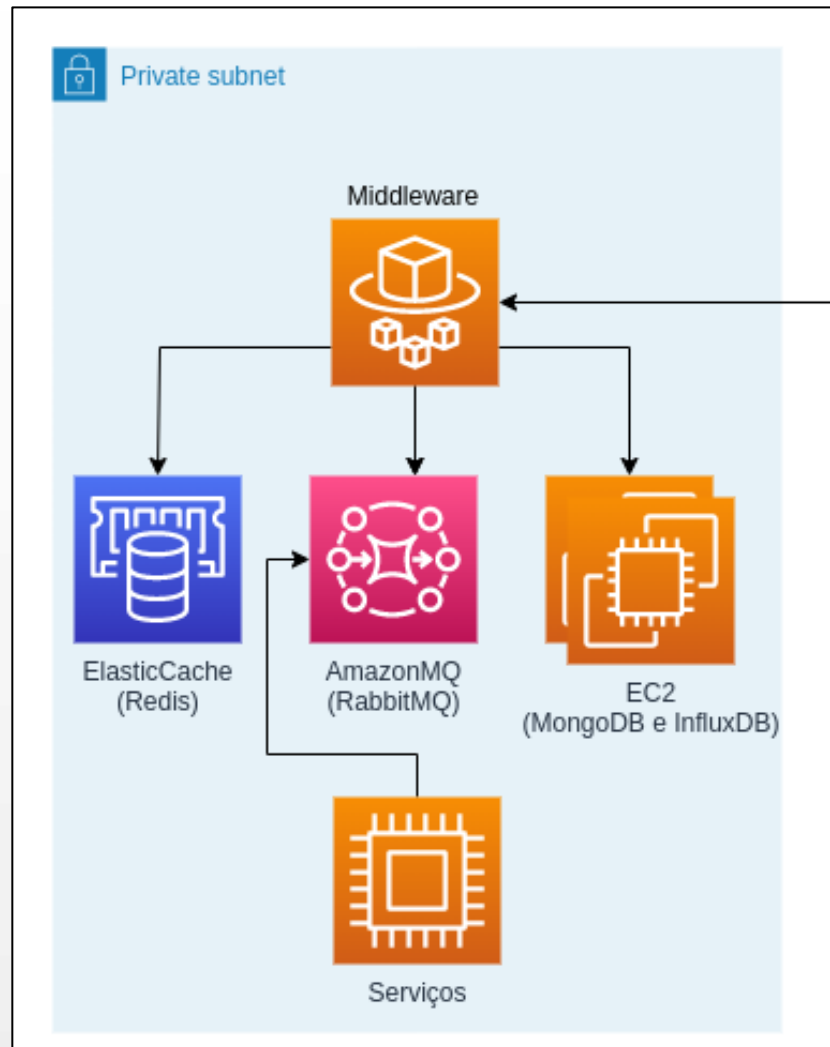 Private subnet
Middleware
ElasticCache
(Redis)
AmazonMQ
(RabbitMQ)
EC2
(MongoDB e InfluxDB)
Serviços